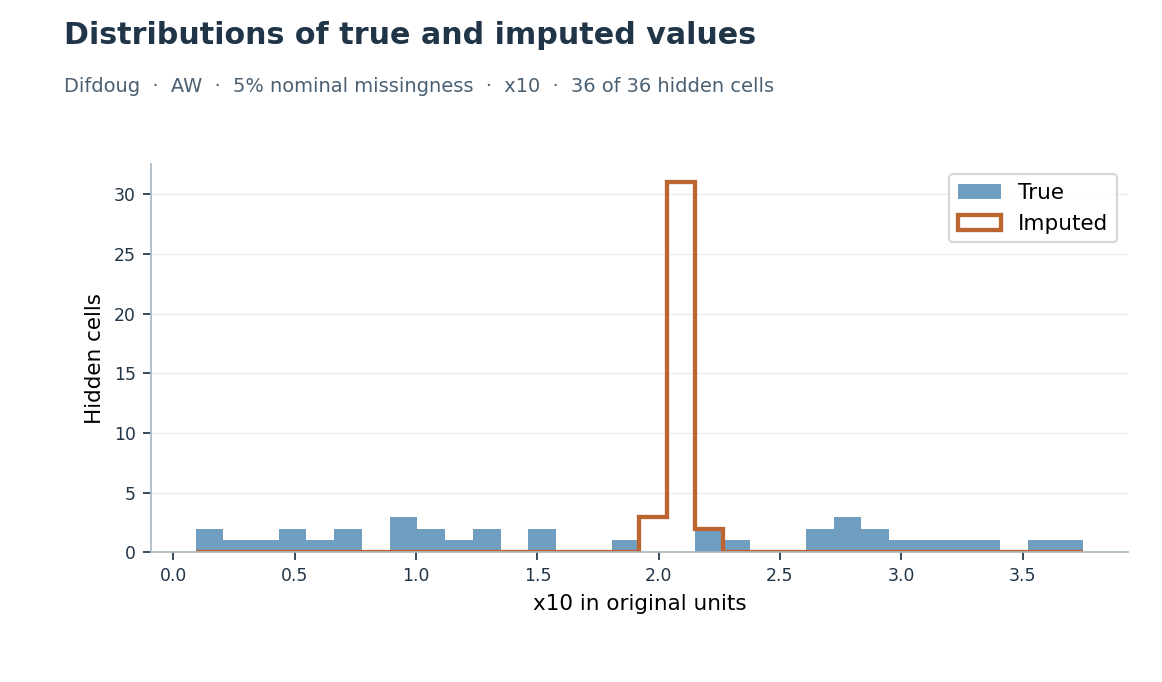 Distributions of true and imputed values
Difdoug · AW · 5% nominal missingness · x10 · 36 of 36 hidden cells
True
Imputed
Hidden cells
30
25
20
15
10
5
0
0.0 0.5 1.0 1.5 2.0 2.5 3.0 3.5
x10 in original units